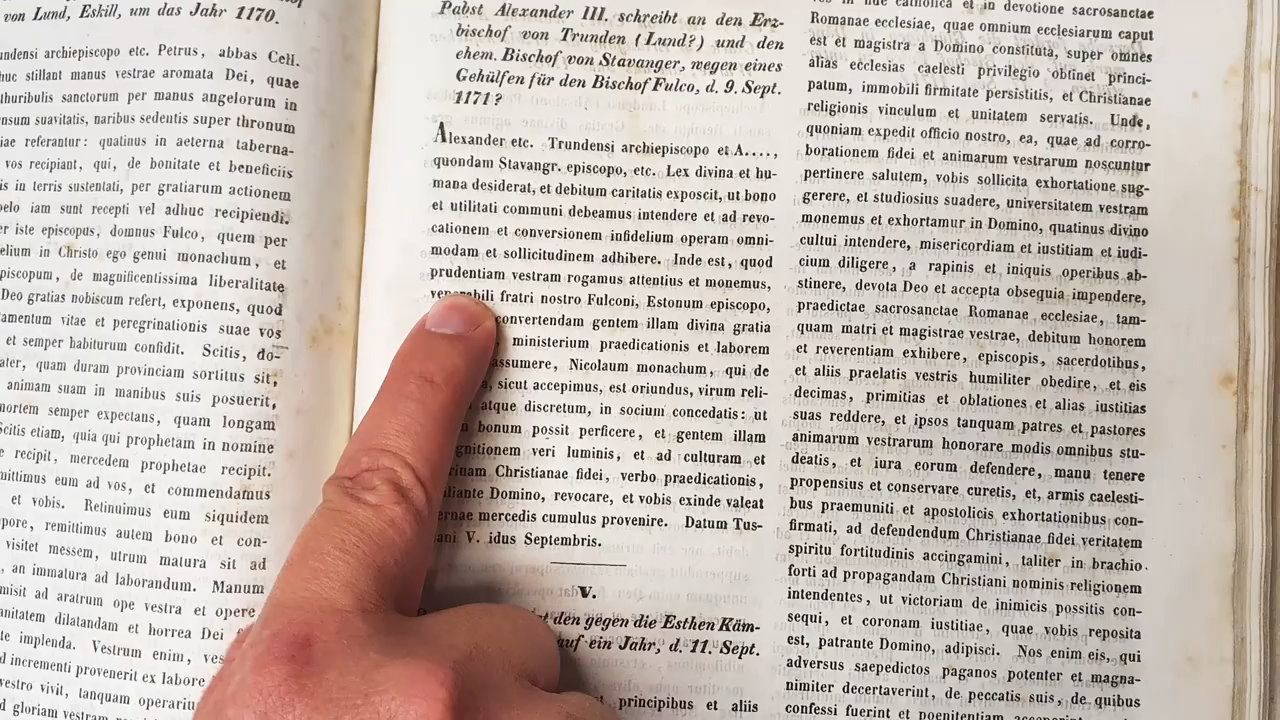 von Lund, Eskill, um das Jahr 1170.
archiepiscopo etc. Petrus, abbas Cell.
huc stillant manus vestrae aromata Dei, quae
thuribulis sanctorum per manus angelorum in
suavitatis, naribus sedentis super thronum
referantur: quatinus in aeterna taberna-
vos recipiant, qui, de bonitate et beneficiis
in terris sustentati, per gratiarum actionem
iam sunt recepti vel adhuc recipiendi.
iste episcopus, domnus Fulco, quem per
in Christo ego genui monachum, et
de magnificentissima liberalitate
Deo gratias nobiscum refert, exponens, quod
vitae et peregrinationis suae vos
et semper habiturum confidit. Scitis, do-
quam duram provinciam sortitus sit,
animam suam in manibus suis posuerit,
semper expectans, quam longam
etiam, quia qui prophetam in nomine
recipit, mercedem prophetae recipit.
eum ad vos, et commendamus
et vobis. Retinuimus eum siquidem
remittimus autem bono et con-
visitet messem, utrum matura sit ad
an immatura ad laborandum. Manum
ad aratrum ope vestra et opere
dilatandam et horrea Dei
implenda. Vestrum enim,
incrementi provenerit ex labore
vivit, tanquam
ad gloriam
Pabst Alexander III. schreibt an den Erz-
bischof von Trunden (Lund?) und den
ehem. Bischof von Stavanger, wegen eines
Gehülfen für den Bischof Fulco, d. 9. Sept.
1171?
Alexander etc. Trundensi archiepiscopo et A....,
quondam Stavangr. episcopo, etc. Lex divina et hu-
mana desiderat, et debitum caritatis exposcit, ut bono
et utilitati communi debeamus intendere et ad revo-
cationem et conversionem infidelium operam omni-
modam et sollicitudinem adhibere. Inde est, quod
prudentiam vestram rogamus attentius et monemus,
venerabili fratri nostro Fulconi, Estonum episcopo,
convertendam gentem illam divina gratia
ministerium praedicationis et laborem
assumere, Nicolaum monachum, qui de
sicut accepimus, est oriundus, virum reli-
atque discretum, in socium concedatis: ut
bonum possit perficere, et gentem illam
veri luminis, et ad culturam et
Christianae fidei, verbo praedicationis,
Domino, revocare, et vobis exinde valeat
mercedis cumulus provenire. Datum Tus-
V. idus Septembris.
V.
den gegen die Esthen Käm-
auf ein Jahr, d. 11. Sept.
principibus et aliis
catholica et in devotione sacrosanctae
Romanae ecclesiae, quae omnium ecclesiarum caput
est et magistra a Domino constituta, super omnes
alias ecclesias caelesti privilegio obtinet princi-
patum, immobili firmitate persistitis, et Christianae
religionis vinculum et unitatem servatis. Unde,
quoniam expedit officio nostro, ea, quae ad corro-
borationem fidei et animarum vestrarum noscuntur
pertinere salutem, vobis sollicita exhortatione sug-
gerere, et studiosius suadere, universitatem vestram
monemus et exhortamur in Domino, quatinus divino
cultui intendere, misericordiam et iustitiam et iudi-
cium diligere, a rapinis et iniquis operibus ab-
stinere, devota Deo et accepta obsequia impendere,
praedictae sacrosanctae Romanae ecclesiae, tam-
quam matri et magistrae vestrae, debitum honorem
et reverentiam exhibere, episcopis, sacerdotibus,
et aliis praelatis vestris humiliter obedire, et eis
decimas, primitias et oblationes et alias iustitias
suas reddere, et ipsos tanquam patres et pastores
animarum vestrarum honorare modis omnibus stu-
deatis, et iura eorum defendere, manu tenere
propensius et conservare curetis, et, armis caelesti-
bus praemuniti et apostolicis exhortationibus con-
firmati, ad defendendum Christianae fidei veritatem
spiritu fortitudinis accingamini, taliter in brachio
forti ad propagandam Christiani nominis religionem
intendentes, ut victoriam de inimicis possitis con-
sequi, et coronam iustitiae, quae vobis reposita
est, patrante Domino, adipisci. Nos enim eis, qui
adversus saepedictos paganos potenter et magna-
nimiter decertaverint, de peccatis suis, de quibus
confessi fuerint et poenitentiam